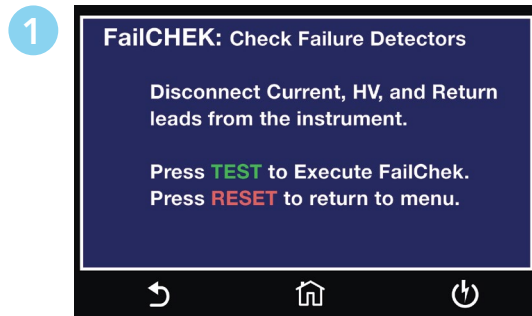 1
FailCHEK: Check Failure Detectors
Disconnect Current, HV, and Return
leads from the instrument.
Press TEST to Execute FailChek.
Press RESET to return to menu.